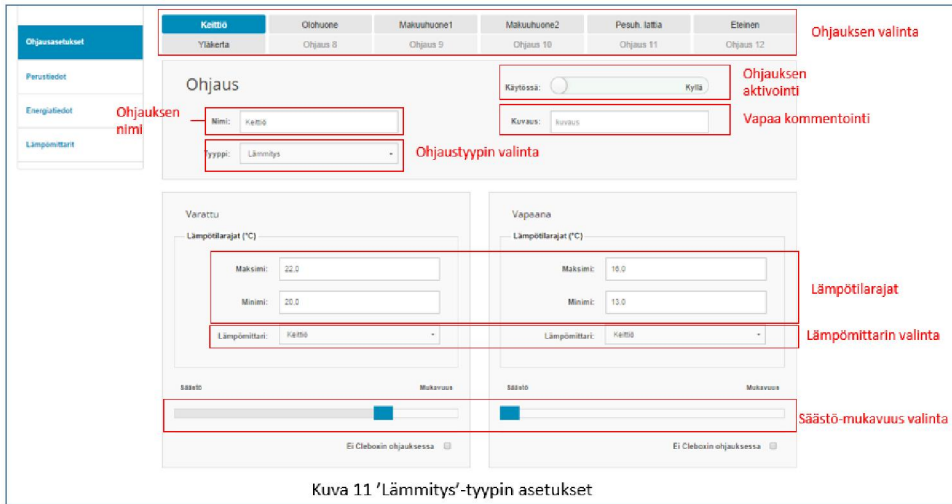 Keittiö Olohuone Makuuhuone1 Makuuhuone2 Pesuh. lattia Eteinen
Yläkerta Ohjaus 8 Ohjaus 9 Ohjaus 10 Ohjaus 11 Ohjaus 12
Ohjauksen valinta
Ohjausasetukset
Perustiedot
Energiatiedot
Lämpömittarit
Ohjaus
Käytössä: Kyllä
Ohjauksen
aktivointi
Ohjauksen
nimi
Nimi: Keittiö
Kuvaus: kuvaus
Vapaa kommentointi
Tyyppi: Lämmitys
Ohjaustyypin valinta
Varattu
Lämpötilarajat (°C)
Maksimi: 22.0
Minimi: 20.0
Lämpömittari: Keittiö
Säästö Mukavuus
Ei Cleboxin ohjauksessa
Vapaana
Lämpötilarajat (°C)
Maksimi: 16.0
Minimi: 13.0
Lämpömittari: Keittiö
Säästö Mukavuus
Ei Cleboxin ohjauksessa
Lämpötilarajat
Lämpömittarin valinta
Säästö-mukavuus valinta
Kuva 11 'Lämmitys'-tyypin asetukset